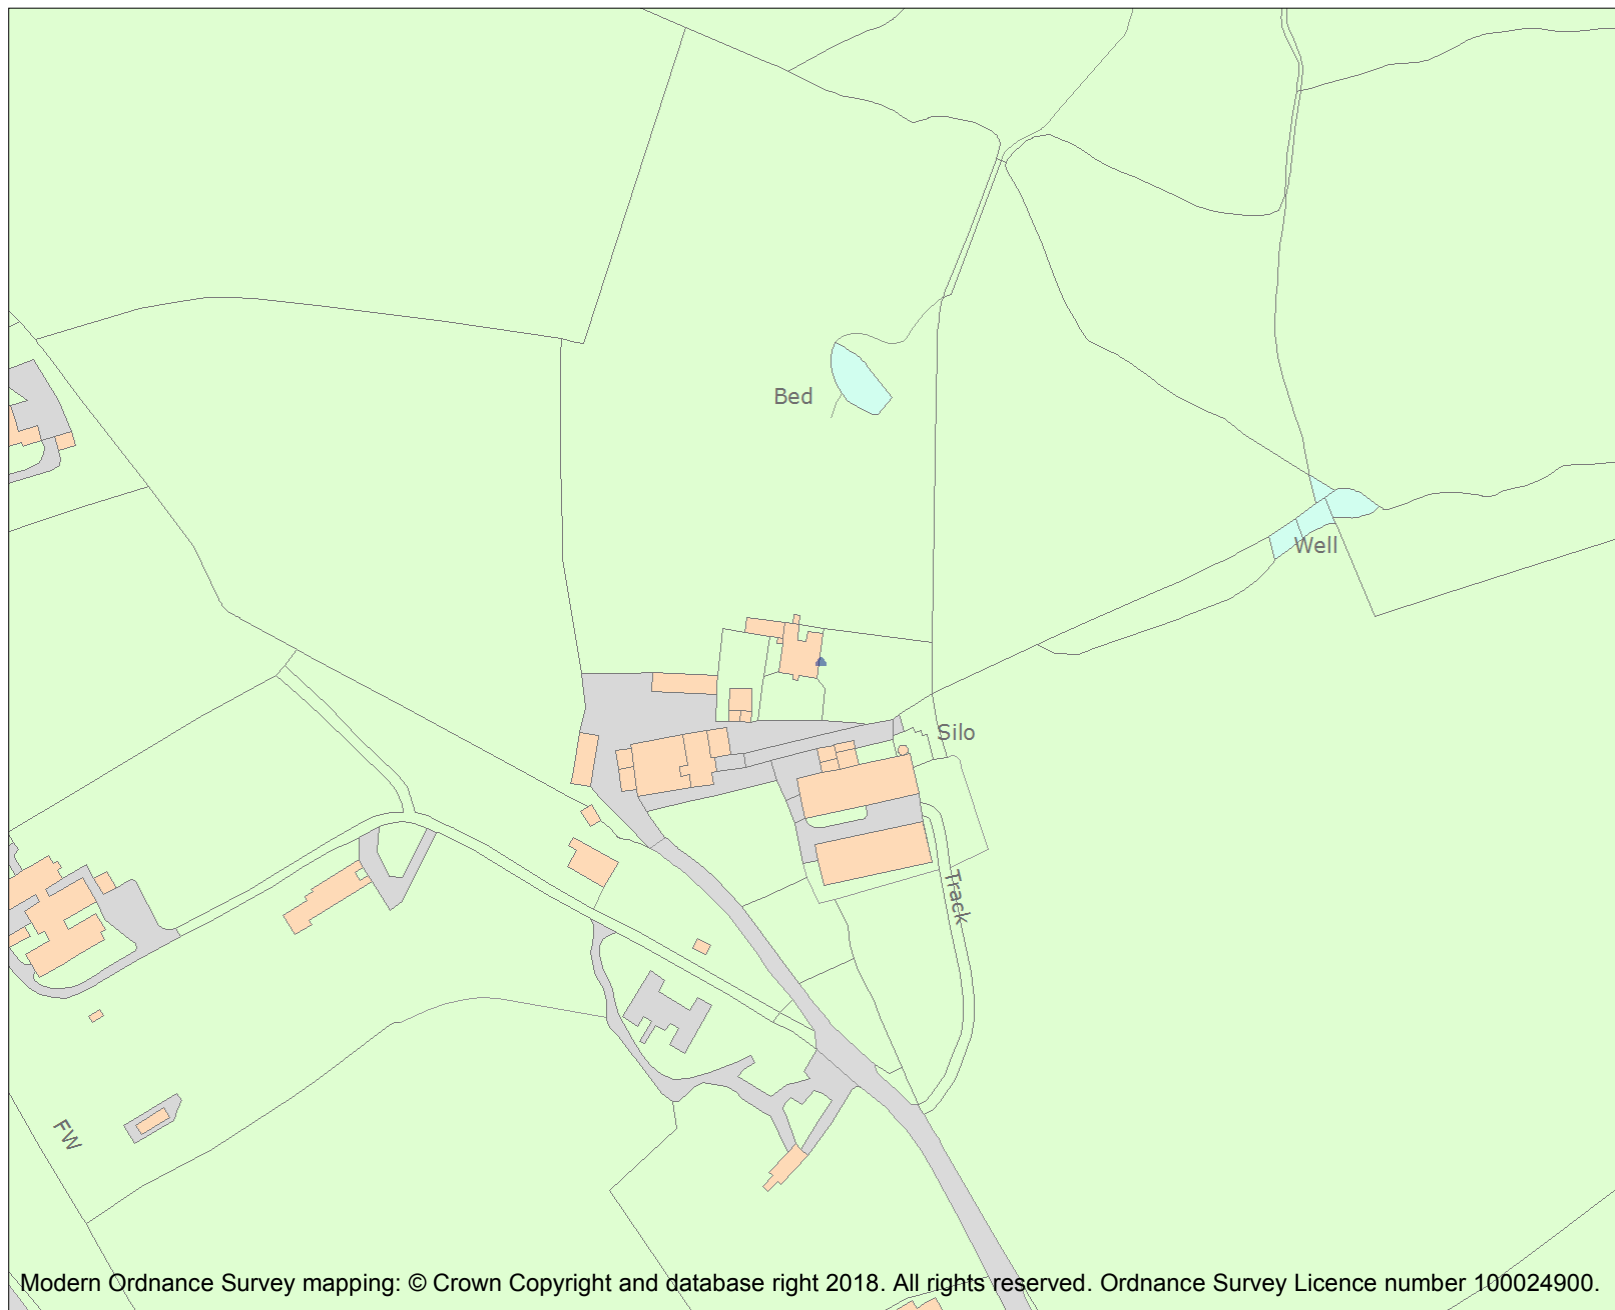 Bed
Well
Silo
Track
FW
Modern Ordnance Survey mapping: © Crown Copyright and database right 2018. All rights reserved. Ordnance Survey Licence number 100024900.